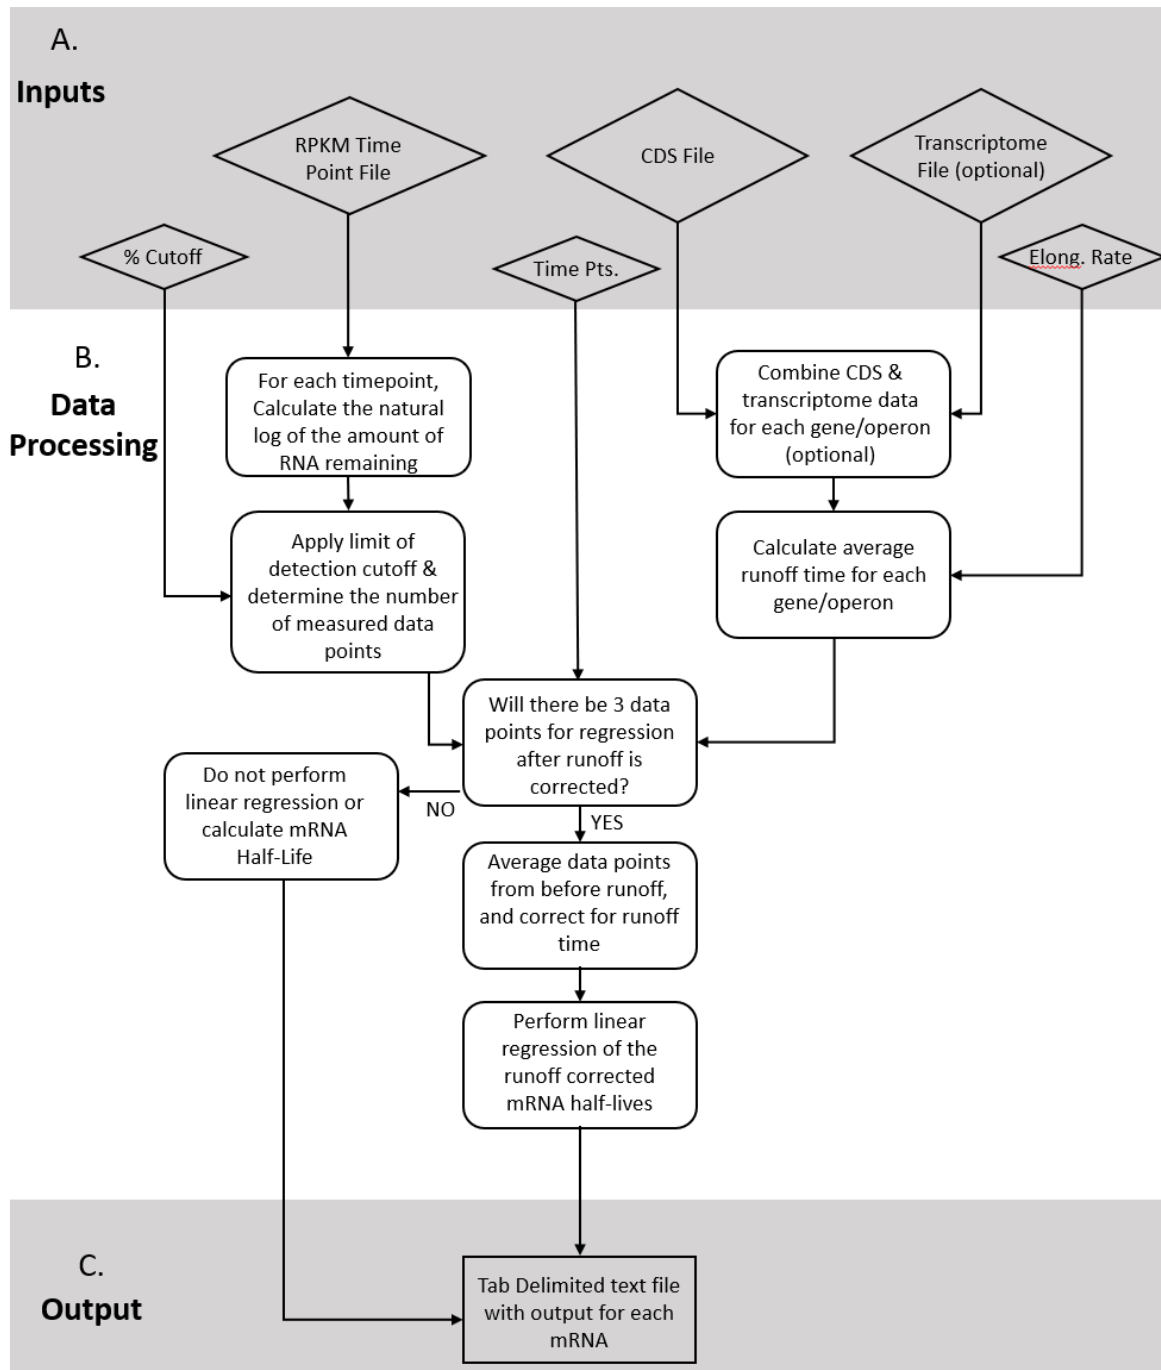 A.
Inputs
RPKM Time
Point File
CDS File
Transcriptome
File (optional)
% Cutoff
Time Pts.
Elong. Rate
B.
Data
Processing
For each timepoint,
Calculate the natural
log of the amount of
RNA remaining
Combine CDS &
transcriptome data
for each gene/operon
(optional)
Apply limit of
detection cutoff &
determine the number
of measured data
points
Calculate average
runoff time for each
gene/operon
Will there be 3 data
points for regression
after runoff is
corrected?
Do not perform
linear regression or
calculate mRNA
Half-Life
NO
YES
Average data points
from before runoff,
and correct for runoff
time
Perform linear
regression of the
runoff corrected
mRNA half-lives
C.
Output
Tab Delimited text file
with output for each
mRNA